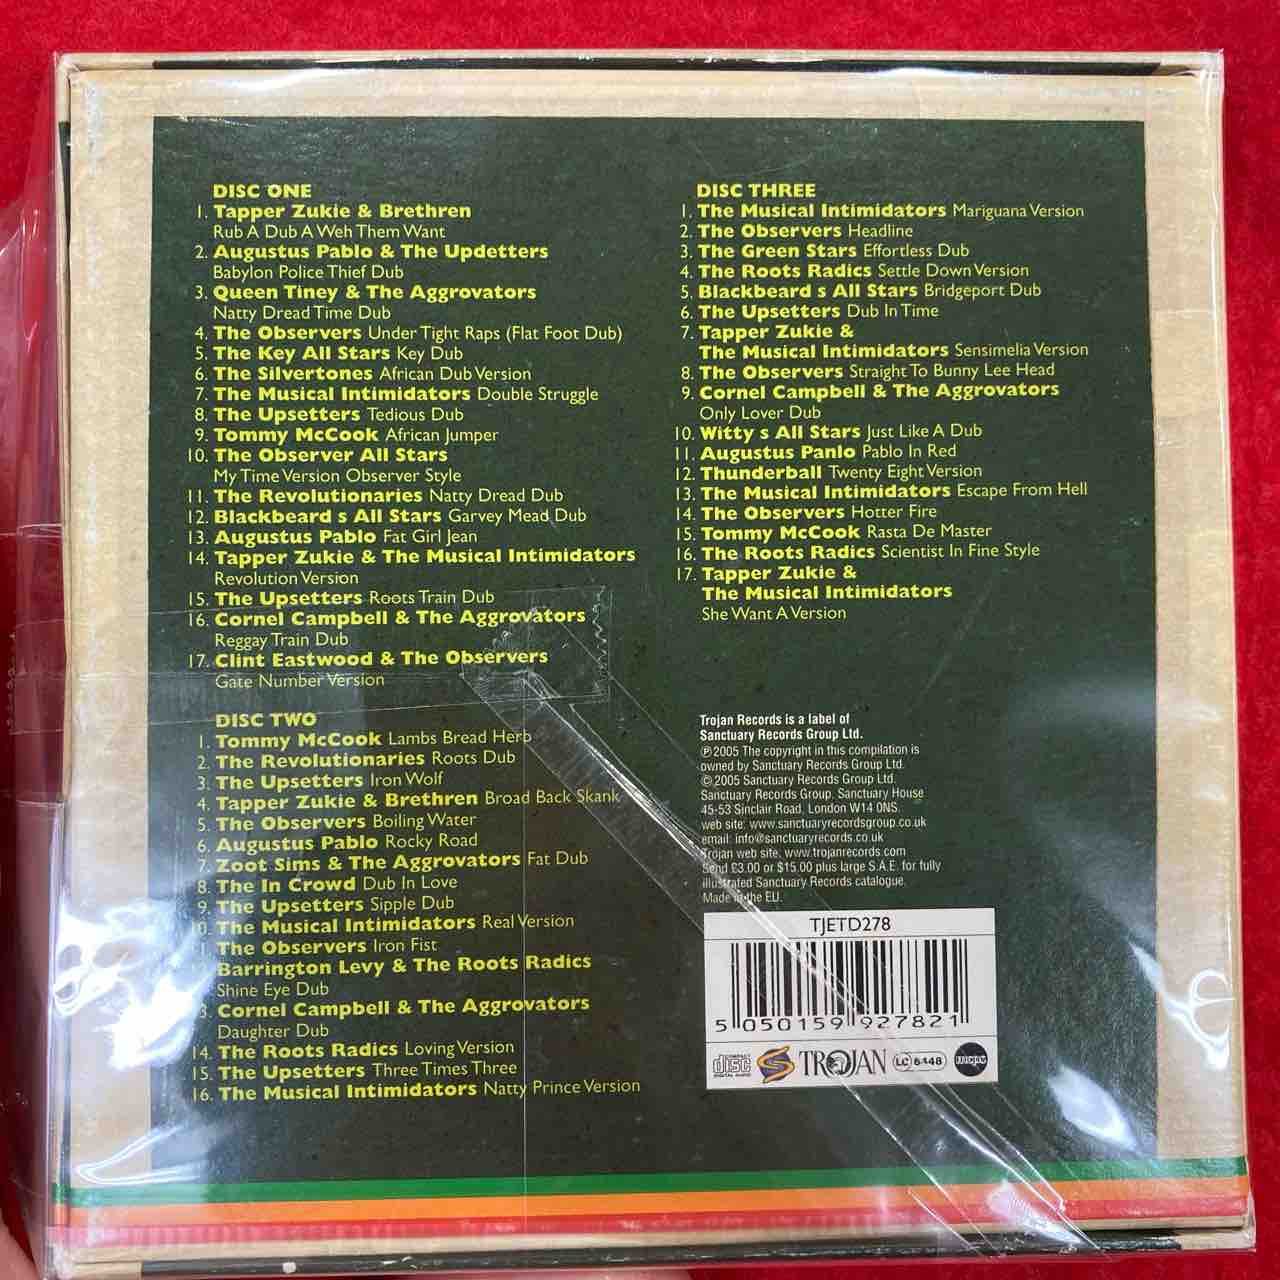 DISC ONE
1. Tapper Zukie & Brethren
Rub A Dub A Weh Them Want
2. Augustus Pablo & The Updetters
Babylon Police Thief Dub
3. Queen Tiney & The Aggrovators
Natty Dread Time Dub
4. The Observers Under Tight Raps (Flat Foot Dub)
5. The Key All Stars Key Dub
6. The Silvertones African Dub Version
7. The Musical Intimidators Double Struggle
8. The Upsetters Tedious Dub
9. Tommy McCook African Jumper
10. The Observer All Stars
My Time Version Observer Style
11. The Revolutionaries Natty Dread Dub
12. Blackbeard s All Stars Garvey Mead Dub
13. Augustus Pablo Fat Girl Jean
14. Tapper Zukie & The Musical Intimidators
Revolution Version
15. The Upsetters Roots Train Dub
16. Cornel Campbell & The Aggrovators
Reggay Train Dub
17. Clint Eastwood & The Observers
Gate Number Version
DISC TWO
1. Tommy McCook Lambs Bread Herb
2. The Revolutionaries Roots Dub
3. The Upsetters Iron Wolf
4. Tapper Zukie & Brethren Broad Back Skank
5. The Observers Boiling Water
6. Augustus Pablo Rocky Road
7. Zoot Sims & The Aggrovators Fat Dub
8. The In Crowd Dub In Love
9. The Upsetters Sipple Dub
10. The Musical Intimidators Real Version
The Observers Iron Fist
Barrington Levy & The Roots Radics
Shine Eye Dub
Cornel Campbell & The Aggrovators
Daughter Dub
14. The Roots Radics Loving Version
15. The Upsetters Three Times Three
16. The Musical Intimidators Natty Prince Version
DISC THREE
1. The Musical Intimidators Mariguana Version
2. The Observers Headline
3. The Green Stars Effortless Dub
4. The Roots Radics Settle Down Version
5. Blackbeard s All Stars Bridgeport Dub
6. The Upsetters Dub In Time
7. Tapper Zukie &
The Musical Intimidators Sensimelia Version
8. The Observers Straight To Bunny Lee Head
9. Cornel Campbell & The Aggrovators
Only Lover Dub
10. Witty s All Stars Just Like A Dub
11. Augustus Panlo Pablo In Red
12. Thunderball Twenty Eight Version
13. The Musical Intimidators Escape From Hell
14. The Observers Hotter Fire
15. Tommy McCook Rasta De Master
16. The Roots Radics Scientist In Fine Style
17. Tapper Zukie &
The Musical Intimidators
She Want A Version
Trojan Records is a label of
Sanctuary Records Group Ltd.
℗ 2005 The copyright in this compilation is
owned by Sanctuary Records Group Ltd.
© 2005 Sanctuary Records Group Ltd.
Sanctuary Records Group, Sanctuary House
45-53 Sinclair Road, London W14 0NS.
web site: www.sanctuaryrecordsgroup.co.uk
email: info@sanctuaryrecords.co.uk
Trojan web site: www.trojanrecords.com
Send £3.00 or $15.00 plus large S.A.E. for fully
illustrated Sanctuary Records catalogue.
Made in the EU.
TJETD278
5 050159 927821
COMPACT disc DIGITAL AUDIO TROJAN LC 6448 mcps